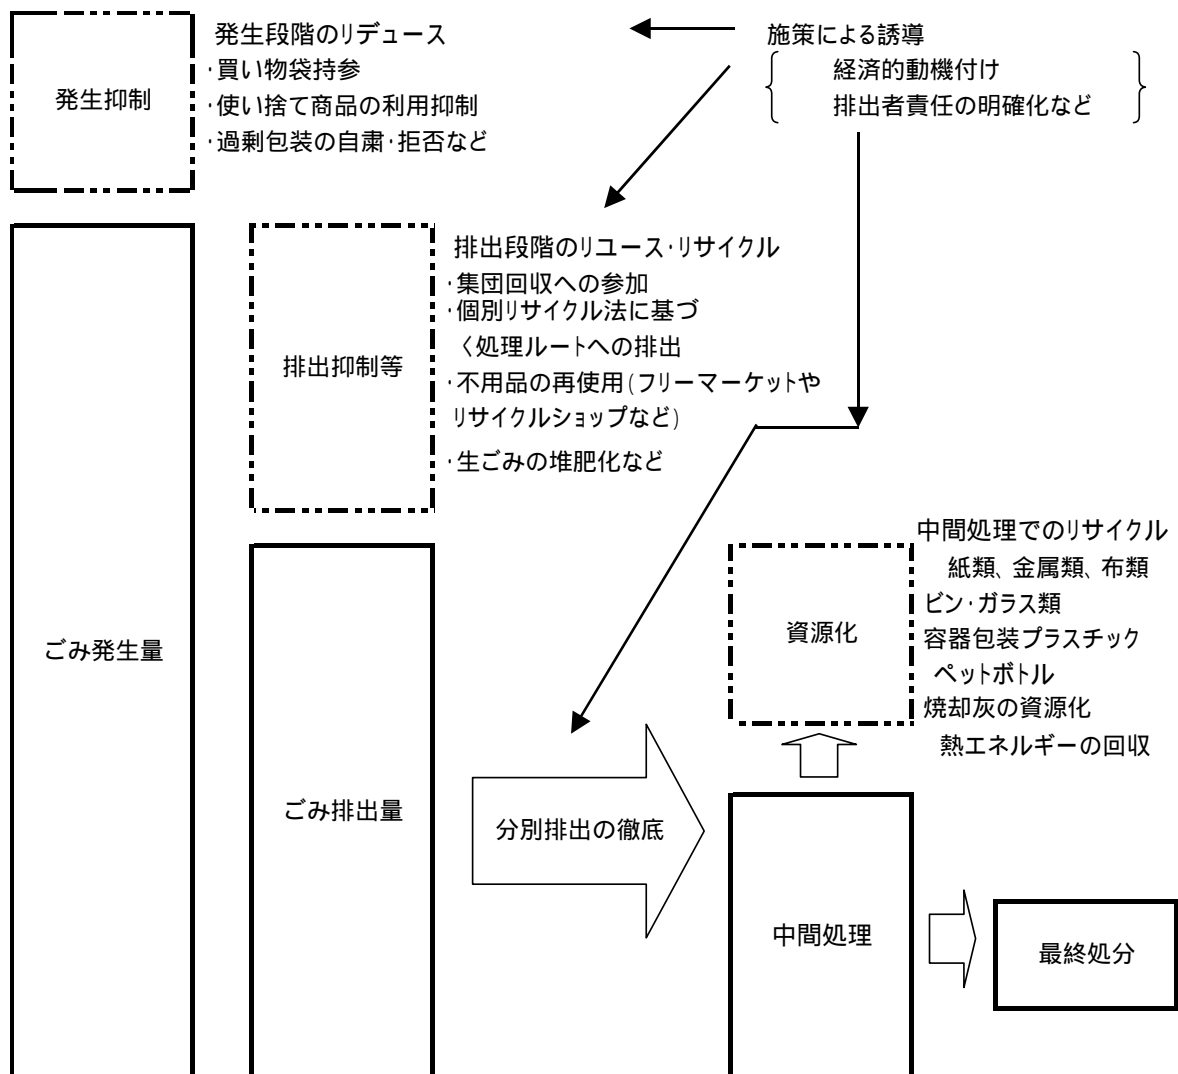 発生抑制
発生段階のリデュース
・買い物袋持参
・使い捨て商品の利用抑制
・過剰包装の自粛・拒否など
施策による誘導
経済的動機付け
排出者責任の明確化など
ごみ発生量
排出抑制等
排出段階のリユース・リサイクル
・集団回収への参加
・個別リサイクル法に基づ
く処理ルートへの排出
・不用品の再使用(フリーマーケットや
リサイクルショップなど)
・生ごみの堆肥化など
ごみ排出量
分別排出の徹底
資源化
中間処理でのリサイクル
紙類、金属類、布類
ビン・ガラス類
容器包装プラスチック
ペットボトル
焼却灰の資源化
熱エネルギーの回収
中間処理
最終処分